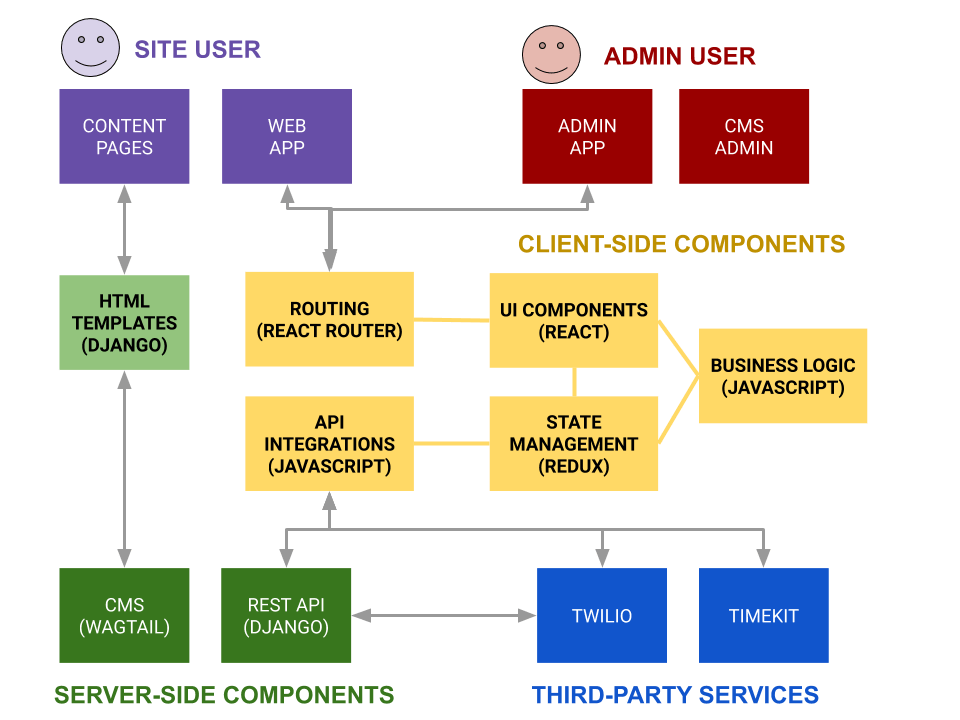 SITE USER
ADMIN USER
CONTENT
PAGES
WEB
APP
ADMIN
APP
CMS
ADMIN
CLIENT-SIDE COMPONENTS
HTML
TEMPLATES
(DJANGO)
ROUTING
(REACT ROUTER)
UI COMPONENTS
(REACT)
BUSINESS LOGIC
(JAVASCRIPT)
API
INTEGRATIONS
(JAVASCRIPT)
STATE
MANAGEMENT
(REDUX)
CMS
(WAGTAIL)
REST API
(DJANGO)
TWILIO
TIMEKIT
SERVER-SIDE COMPONENTS
THIRD-PARTY SERVICES